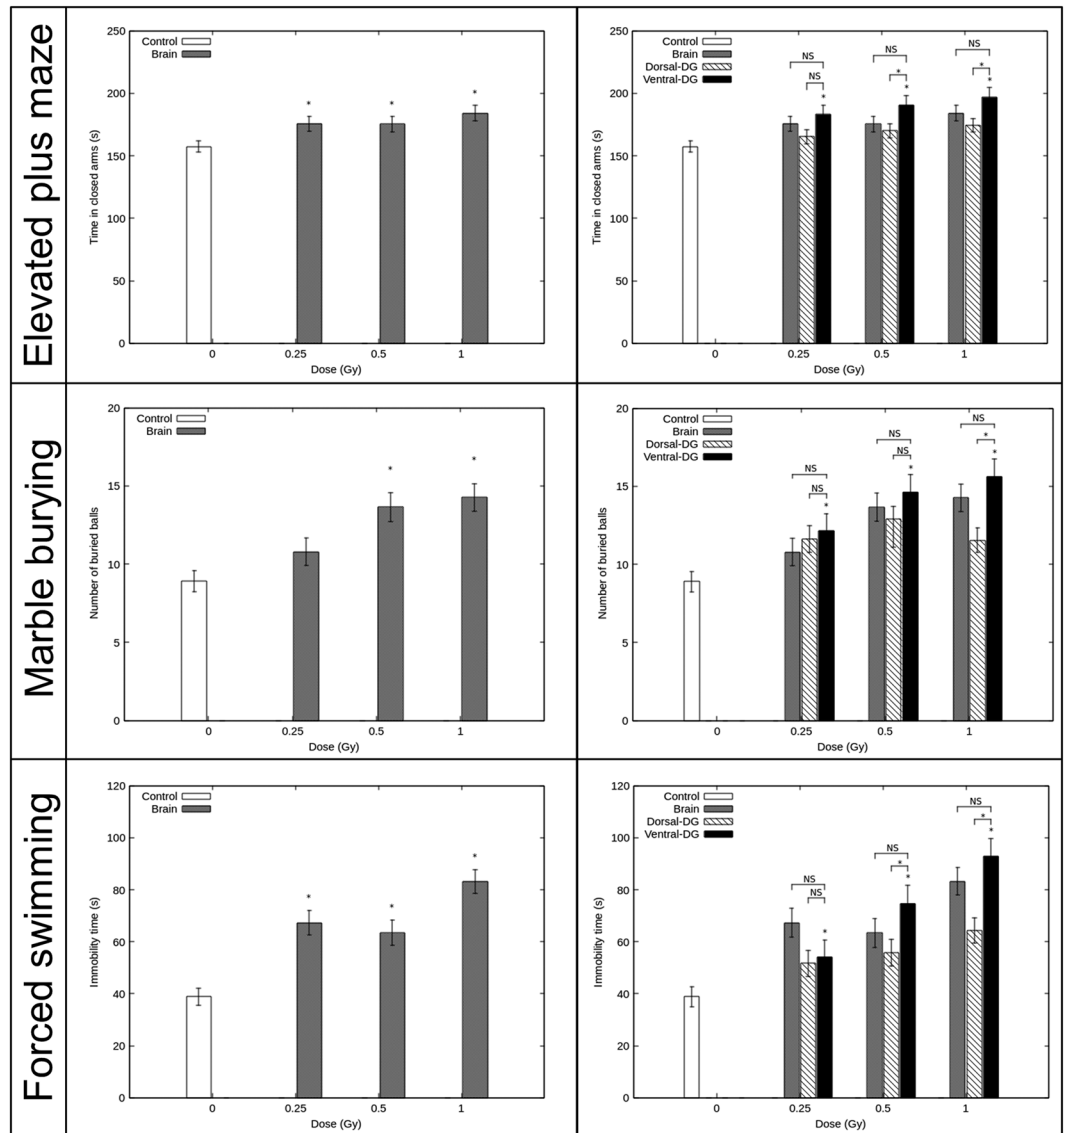 Elevated plus maze
250
200
150
100
50
0
Time in closed arms (s)
Control
Brain
*
*
*
0 0.25 0.5 1
Dose (Gy)
250
200
150
100
50
0
Time in closed arms (s)
Control
Brain
Dorsal-DG
Ventral-DG
NS
NS
*
NS
*
*
NS
*
*
0 0.25 0.5 1
Dose (Gy)
Marble burying
20
15
10
5
0
Number of buried balls
Control
Brain
*
*
0 0.25 0.5 1
Dose (Gy)
20
15
10
5
0
Number of buried balls
Control
Brain
Dorsal-DG
Ventral-DG
NS
NS
*
NS
NS
*
NS
*
*
0 0.25 0.5 1
Dose (Gy)
Forced swimming
120
100
80
60
40
20
0
Immobility time (s)
Control
Brain
*
*
*
0 0.25 0.5 1
Dose (Gy)
120
100
80
60
40
20
0
Immobility time (s)
Control
Brain
Dorsal-DG
Ventral-DG
NS
NS
*
NS
*
*
NS
*
*
0 0.25 0.5 1
Dose (Gy)